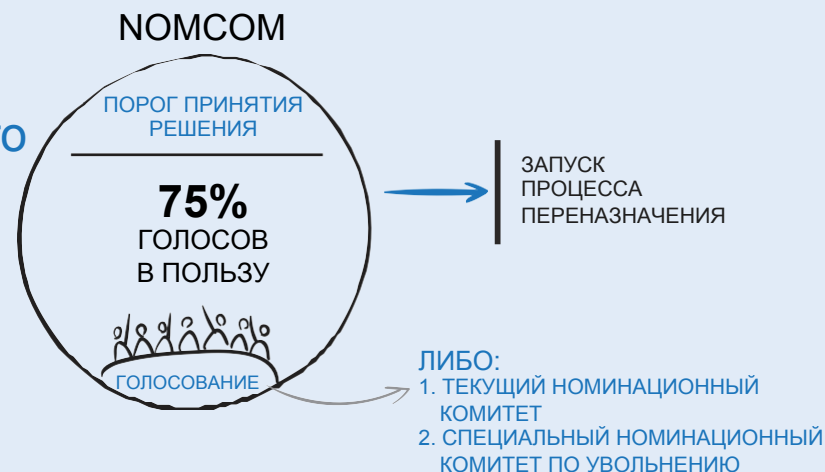 NOMCOM
ПОРОГ ПРИНЯТИЯ
РЕШЕНИЯ
75%
ГОЛОСОВ
В ПОЛЬЗУ
ГОЛОСОВАНИЕ
ЗАПУСК
ПРОЦЕССА
ПЕРЕНАЗНАЧЕНИЯ
ЛИБО:
1. ТЕКУЩИЙ НОМИНАЦИОННЫЙ
КОМИТЕТ
2. СПЕЦИАЛЬНЫЙ НОМИНАЦИОННЫЙ
КОМИТЕТ ПО УВОЛЬНЕНИЮ